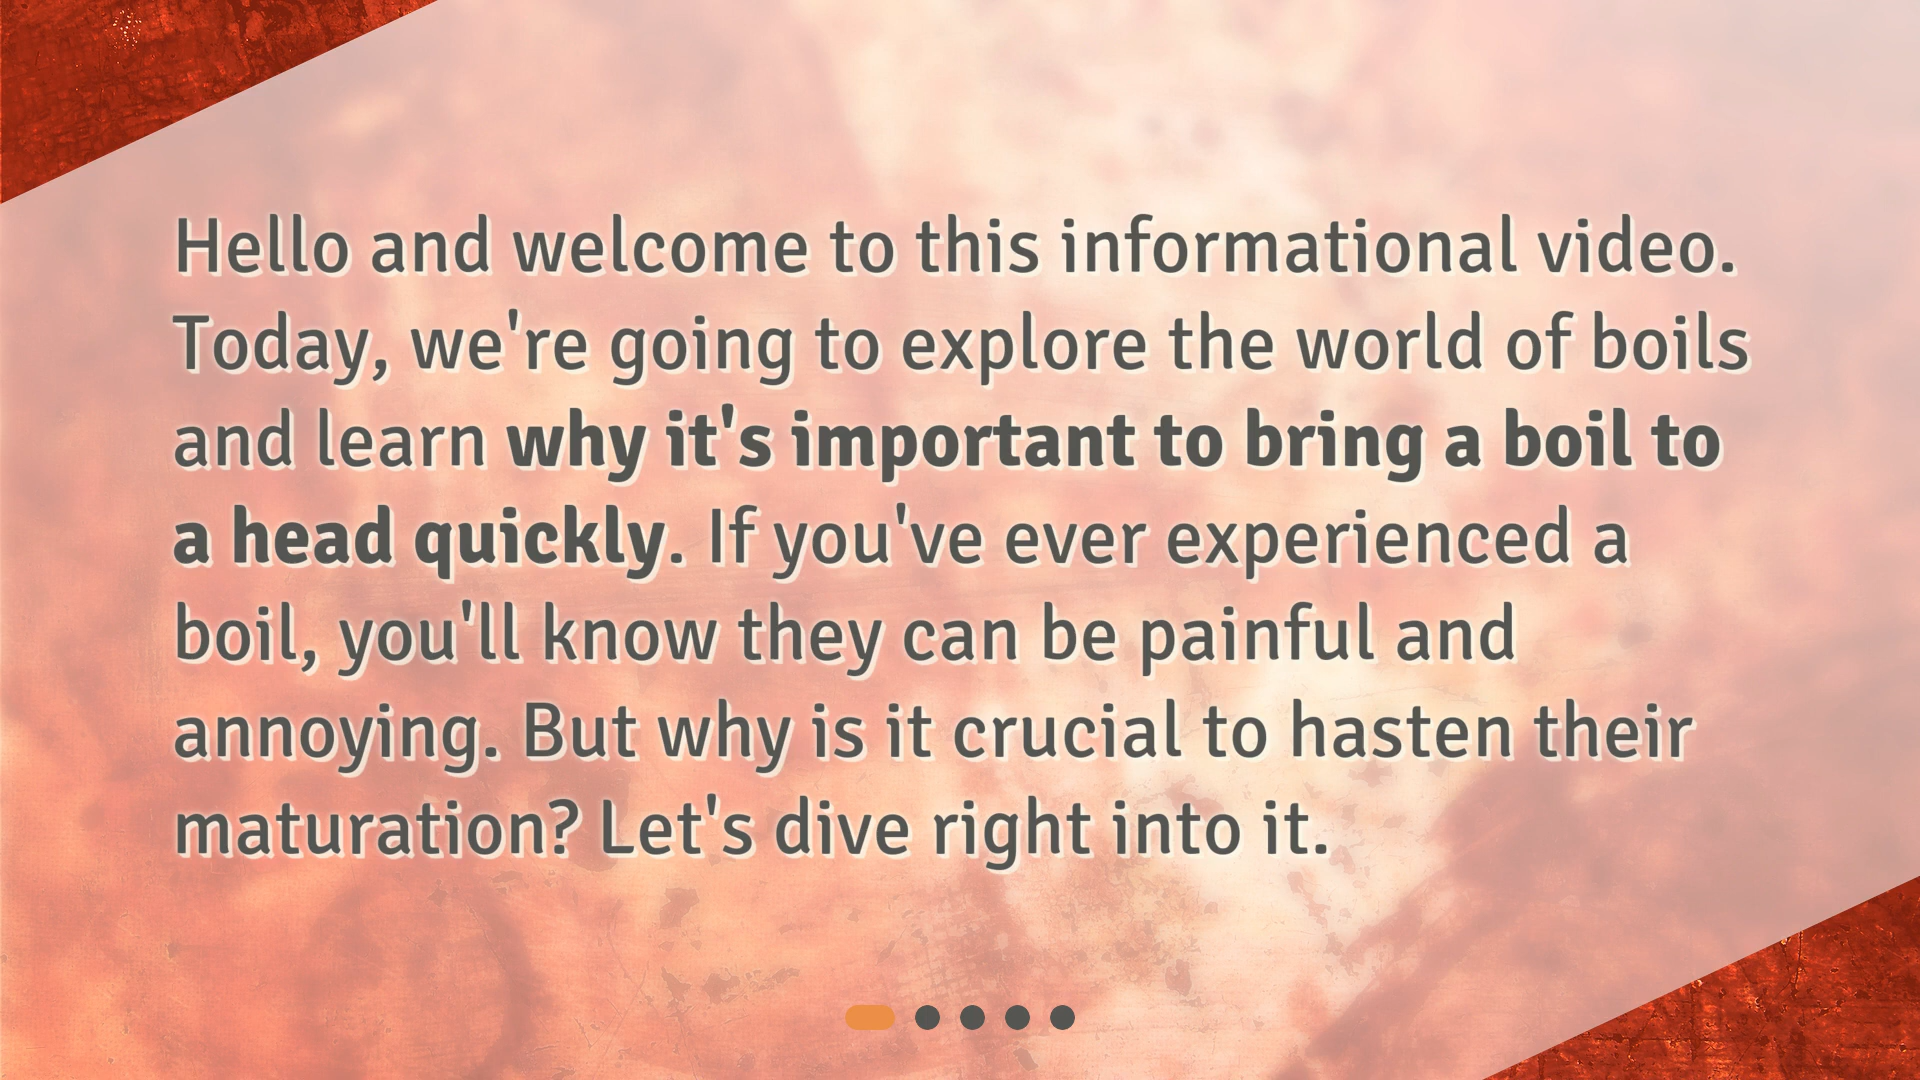 Hello and welcome to this informational video.
Today, we're going to explore the world of boils
and learn why it's important to bring a boil to
a head quickly. If you've ever experienced a
boil, you'll know they can be painful and
annoying. But why is it crucial to hasten their
maturation? Let's dive right into it.